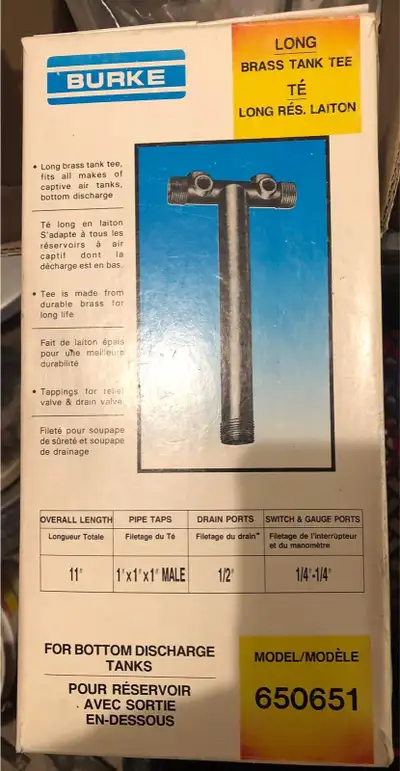 BURKE
LONG
BRASS TANK TEE
TÉ
LONG RÉS. LAITON
• Long brass tank tee,
fits all makes of
captive air tanks,
bottom discharge
Té long en laiton
S'adapte à tous les
réservoirs à air
captif dont la
décharge est en bas.
• Tee is made from
durable brass for
long life
Fait de laiton épais
pour une meilleure
durabilité
• Tappings for relief
valve & drain valve
Fileté pour soupape
de sûreté et soupape
de drainage
OVERALL LENGTH
Longueur Totale
PIPE TAPS
Filetage du Té
DRAIN PORTS
Filetage du drain"
SWITCH & GAUGE PORTS
Filetage de l'interrupteur
et du manomètre
11"
1"x1"x1" MALE
1/2"
1/4"-1/4"
FOR BOTTOM DISCHARGE
TANKS
POUR RÉSERVOIR
AVEC SORTIE
EN-DESSOUS
MODEL/MODÈLE
650651